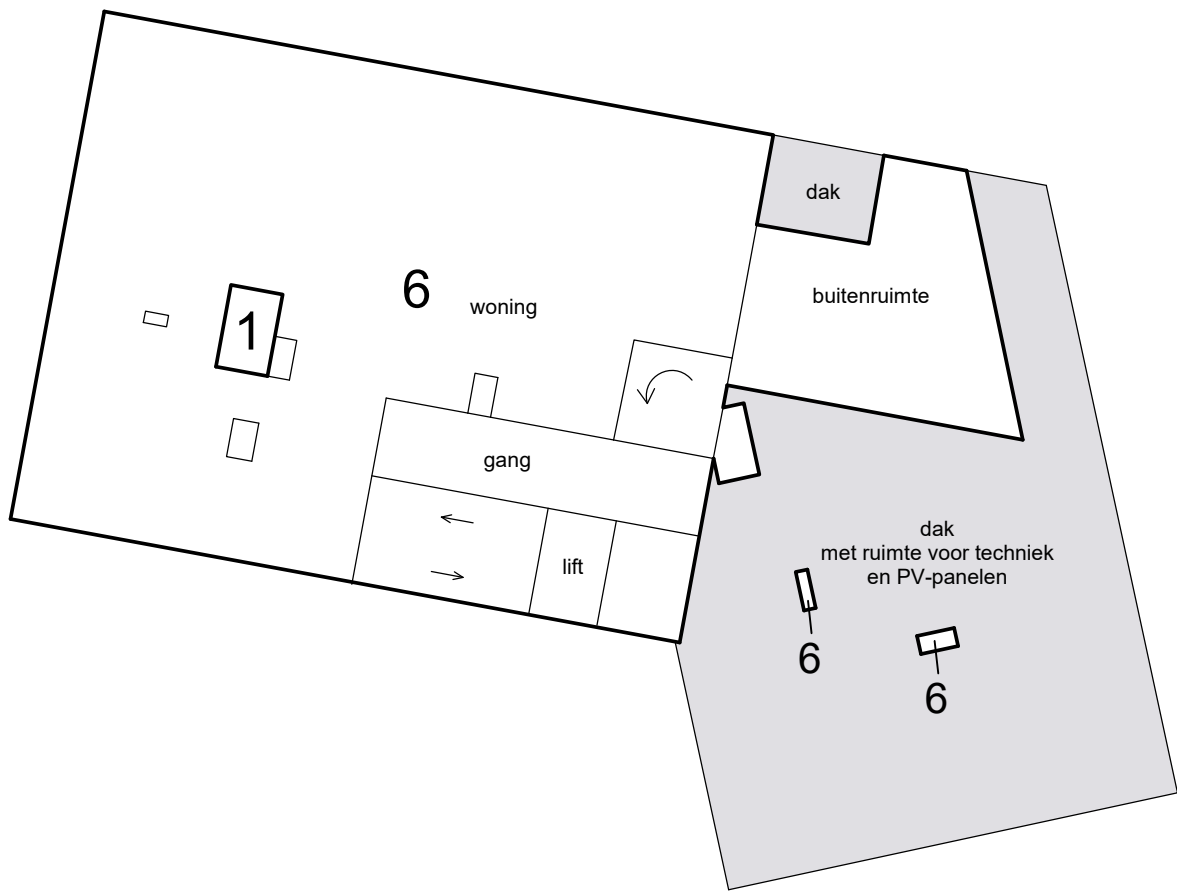 dak
6
woning
buitenruimte
1
gang
lift
dak
met ruimte voor techniek
en PV-panelen
6
6